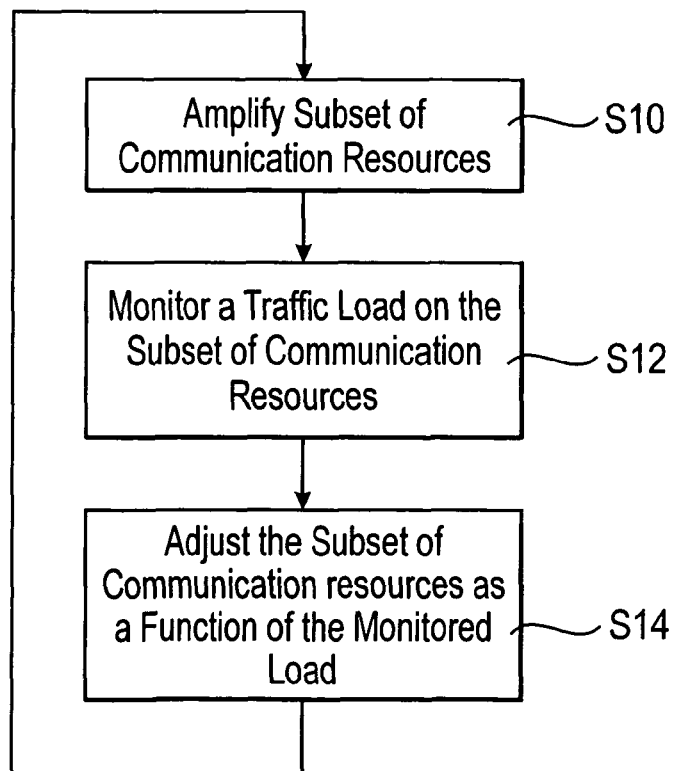 Amplify Subset of
Communication Resources
S10
Monitor a Traffic Load on the
Subset of Communication
Resources
S12
Adjust the Subset of
Communication resources as
a Function of the Monitored
Load
S14